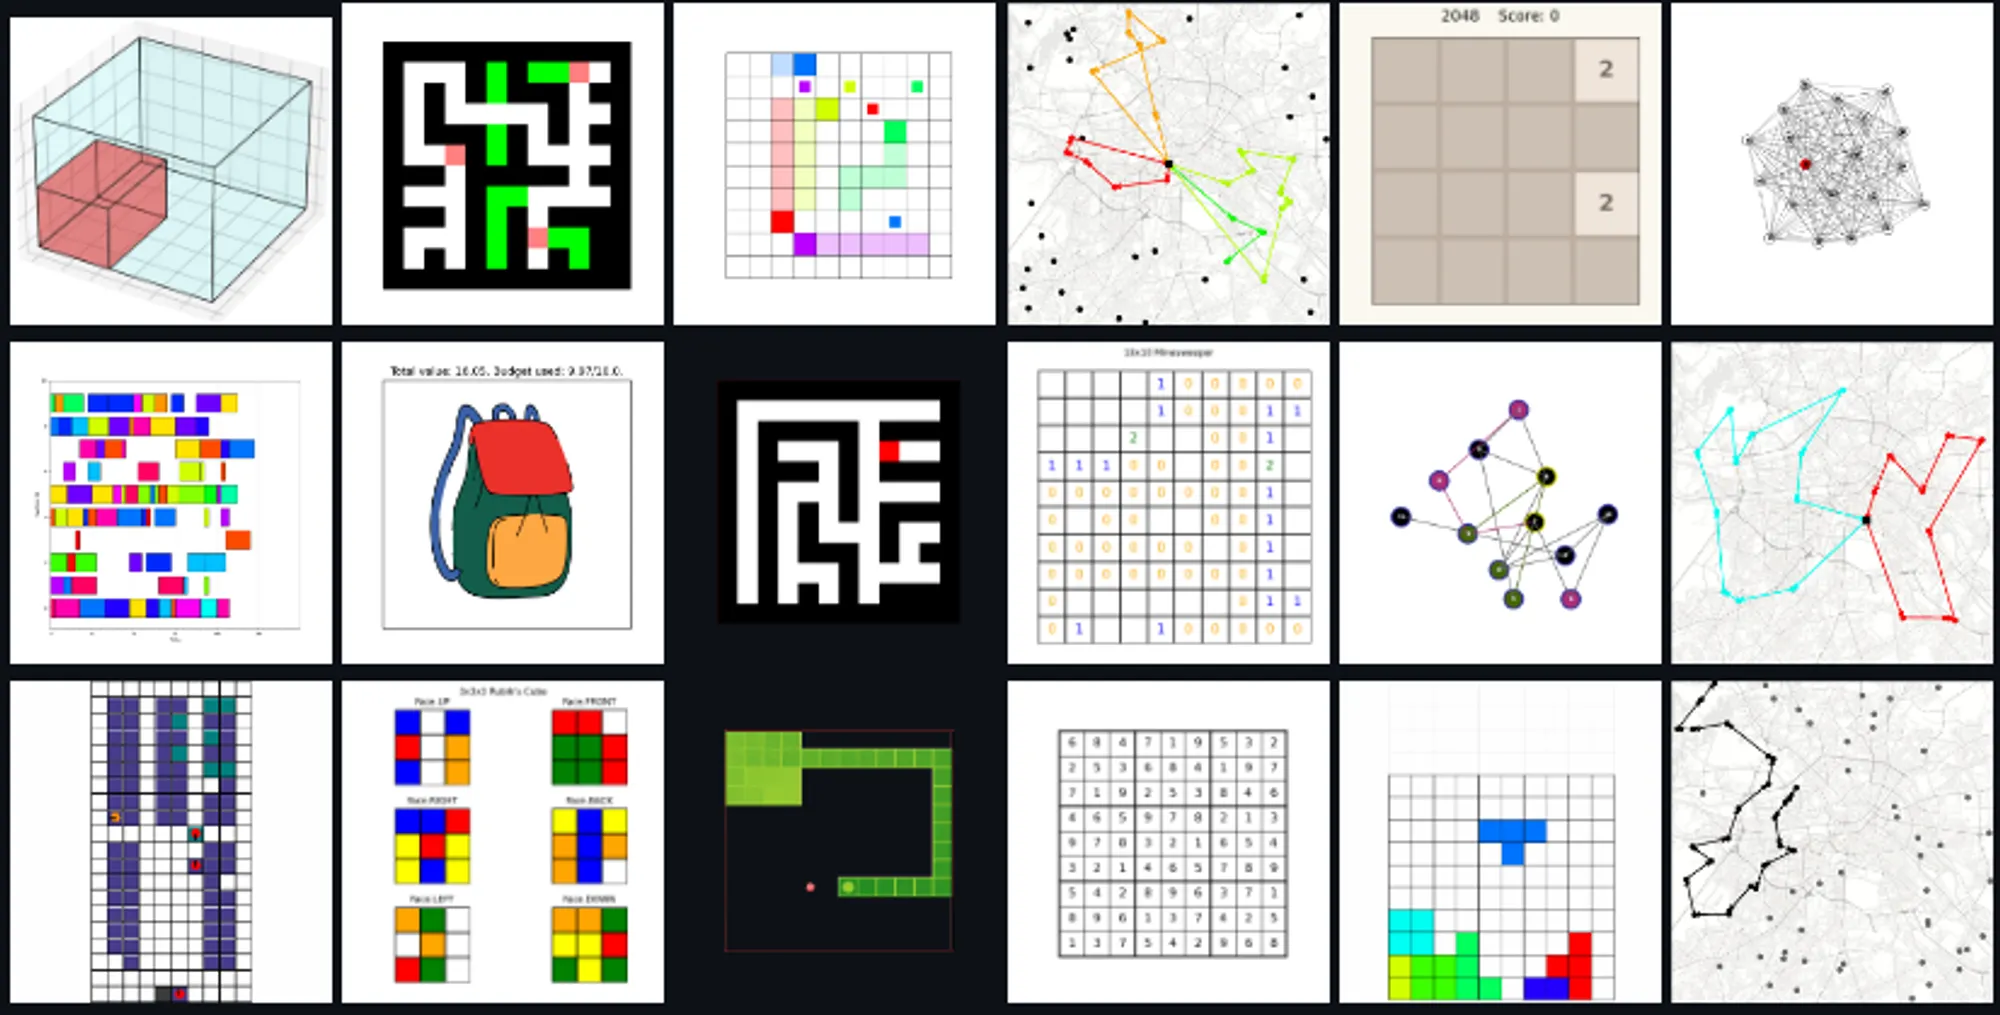 2048 Score: 0
2
2
Total value: 16.05. Budget used: 9.97/10.0.
10x10 Minesweeper
1 0 0 0 0 0
1 0 0 0 1 1
2 0 0 1
1 1 1 0 0 0 0 2
0 0 0 0 0 0 0 0 1
0 0 0 0 0 1
0 0 0 0 0 0 0 1
0 0 0 0 0 0 0 0 1
0 0 1 1
0 1 1 0 0 0 0 0
3x3x3 Rubik's Cube
Face: UP
Face: FRONT
Face: RIGHT
Face: BACK
Face: LEFT
Face: DOWN
6 8 4 7 1 9 5 3 2
2 5 3 6 8 4 1 9 7
7 1 9 2 5 3 8 4 6
4 6 5 9 7 8 2 1 3
9 7 8 3 2 1 6 5 4
3 2 1 4 6 5 7 8 9
5 4 2 8 9 6 3 7 1
8 9 6 1 3 7 4 2 5
1 3 7 5 4 2 9 6 8